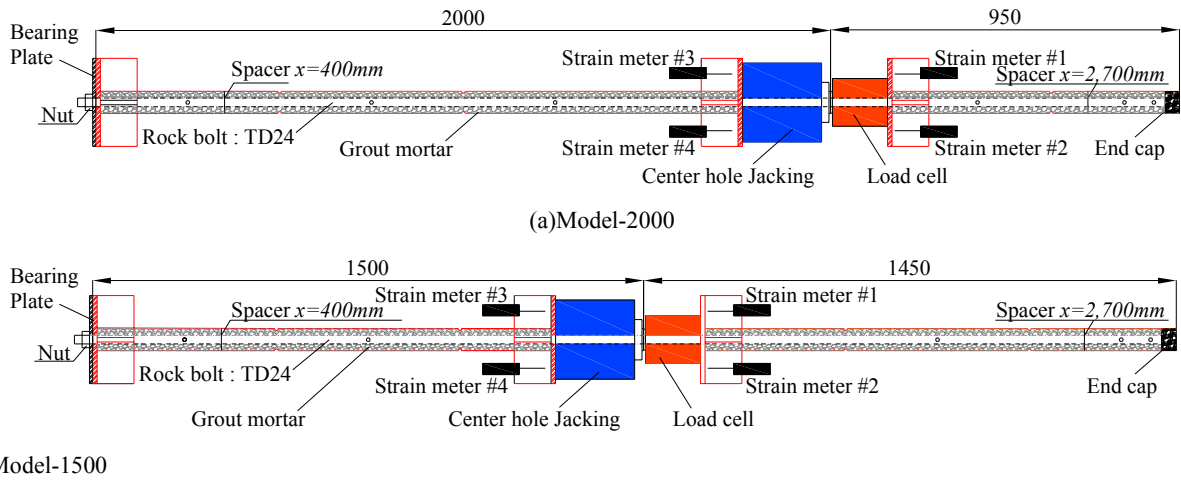 2000
950
Bearing
Plate
Strain meter #3
Strain meter #1
Spacer x=400mm
Spacer x=2,700mm
Nut
Rock bolt : TD24
Grout mortar
Strain meter #4
Center hole Jacking
Load cell
Strain meter #2
End cap
(a)Model-2000
1500
1450
Bearing
Plate
Strain meter #3
Strain meter #1
Spacer x=400mm
Spacer x=2,700mm
Nut
Rock bolt : TD24
Strain meter #4
Strain meter #2
End cap
Grout mortar
Center hole Jacking
Load cell
Model-1500